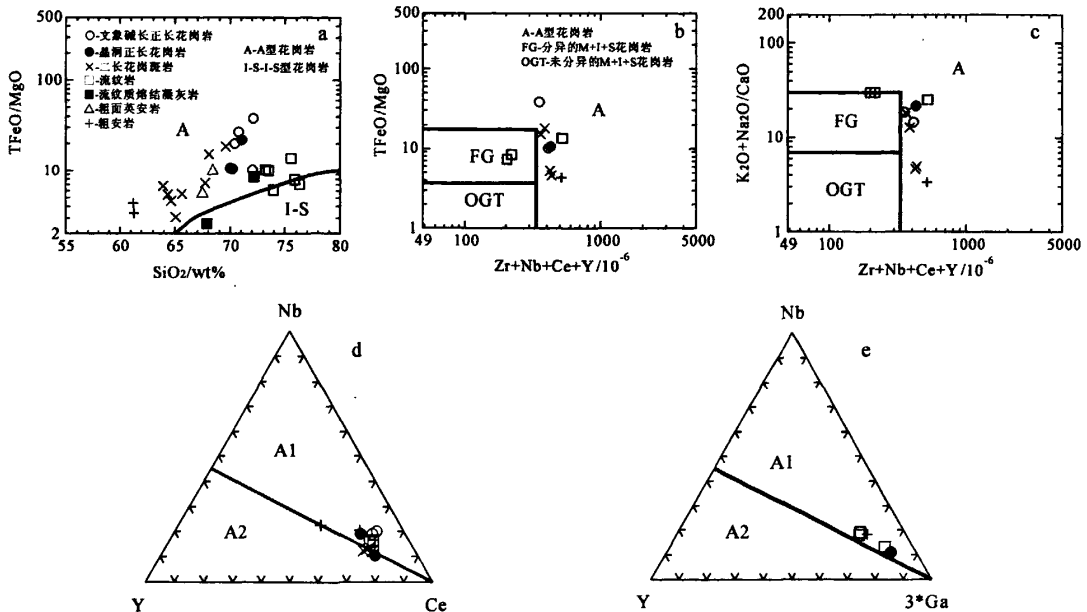 a
500
100
10
2
TFeO/MgO
○-文象碱长正长花岗岩
●-晶洞正长花岗岩
×-二长花岗斑岩
□-流纹岩
■-流纹质熔结凝灰岩
△-粗面英安岩
+-粗安岩
A-A型花岗岩
I-S-I-S型花岗岩
A
I-S
55 60 65 70 75 80
SiO2/wt%
b
500
100
10
1
TFeO/MgO
A-A型花岗岩
FG-分异的M+I+S花岗岩
OGT-未分异的M+I+S花岗岩
A
FG
OGT
49 100 1000 5000
Zr+Nb+Ce+Y/10-6
c
200
100
10
1
K2O+Na2O/CaO
A
FG
OGT
49 100 1000 5000
Zr+Nb+Ce+Y/10-6
Nb
d
A1
A2
Y
Ce
Nb
e
A1
A2
Y
3*Ga